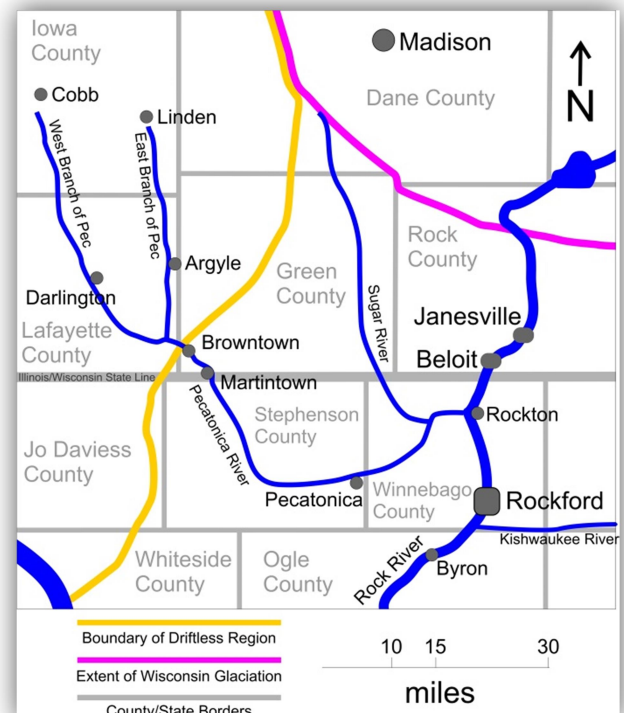 Iowa
County
Madison
Cobb
Linden
Dane County
N
West Branch of Pec
East Branch of Pec
Rock
County
Argyle
Green
County
Darlington
Sugar River
Janesville
Lafayette
County
Browntown
Beloit
Illinois/Wisconsin State Line
Martintown
Pecatonica River
Stephenson
County
Rockton
Jo Daviess
County
Winnebago
County
Pecatonica
Rockford
Kishwaukee River
Whiteside
County
Ogle
County
Rock River
Byron
Boundary of Driftless Region
Extent of Wisconsin Glaciation
County/State Borders
10 15 30
miles